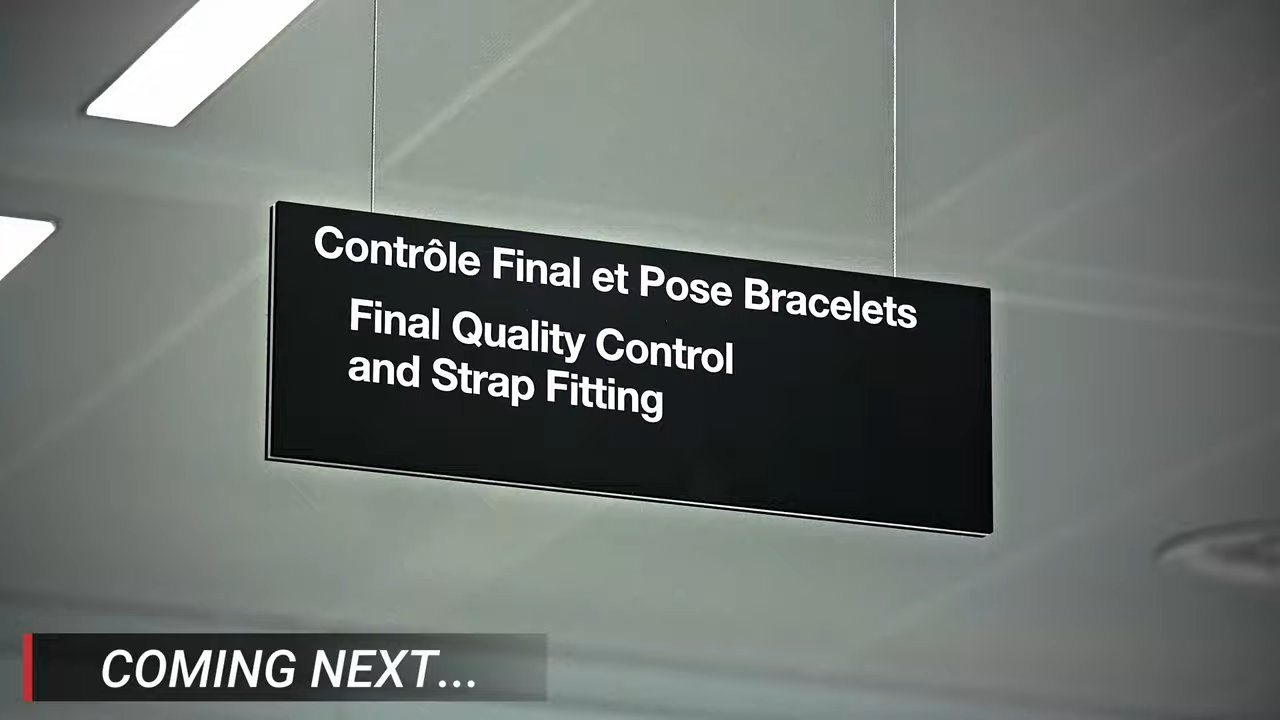 Contrôle Final et Pose Bracelets
Final Quality Control
and Strap Fitting
COMING NEXT...